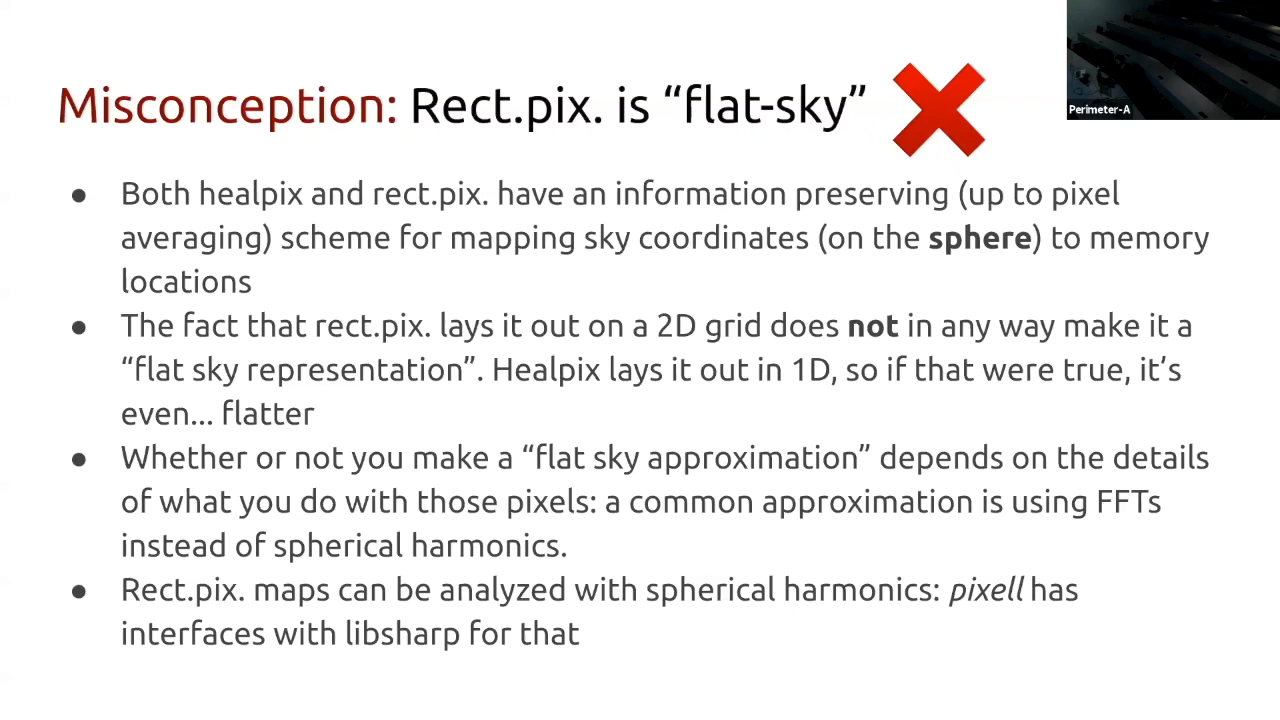 Misconception: Rect.pix. is “flat-sky”
Perimeter-A
● Both healpix and rect.pix. have an information preserving (up to pixel
averaging) scheme for mapping sky coordinates (on the sphere) to memory
locations
● The fact that rect.pix. lays it out on a 2D grid does not in any way make it a
“flat sky representation”. Healpix lays it out in 1D, so if that were true, it’s
even... flatter
● Whether or not you make a “flat sky approximation” depends on the details
of what you do with those pixels: a common approximation is using FFTs
instead of spherical harmonics.
● Rect.pix. maps can be analyzed with spherical harmonics: pixell has
interfaces with libsharp for that